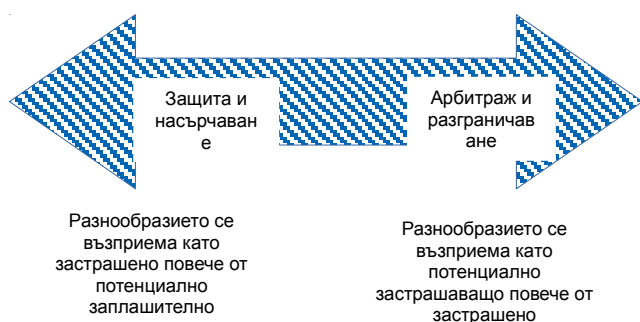 Защита и
насърчаван
е
Арбитраж и
разграничав
ане
Разнообразието се
възприема като
застрашено повече от
потенциално
заплашително
Разнообразието се
възприема като
потенциално
застрашаващо повече от
застрашено